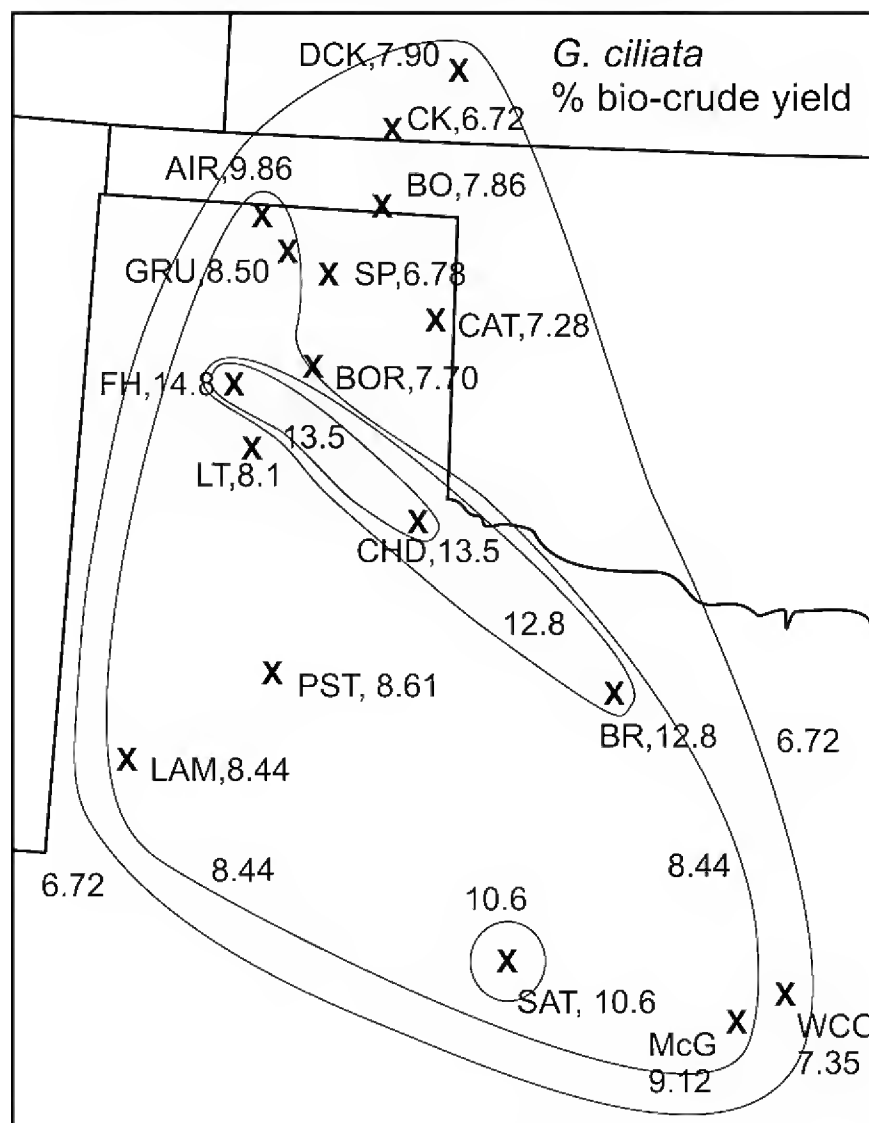 DCK,7.90
G. ciliata
% bio-crude yield
CK,6.72
AIR,9.86
BO,7.86
GRU,8.50
SP,6.78
CAT,7.28
FH,14.8
BOR,7.70
13.5
LT,8.1
CHD,13.5
12.8
PST, 8.61
BR,12.8
6.72
LAM,8.44
8.44
8.44
6.72
10.6
SAT, 10.6
McG
9.12
WCC
7.35